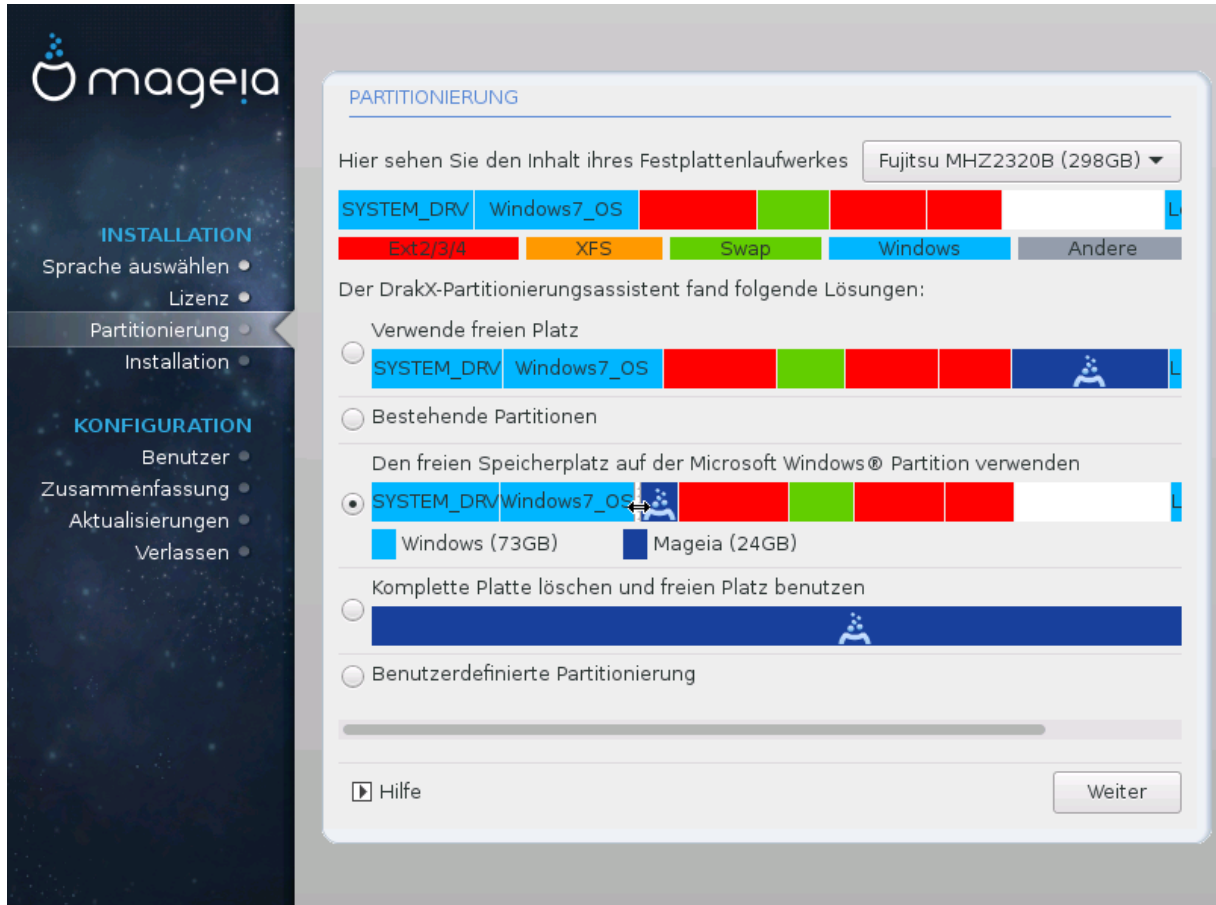 mageia
INSTALLATION
Sprache auswählen
Lizenz
Partitionierung
Installation
KONFIGURATION
Benutzer
Zusammenfassung
Aktualisierungen
Verlassen
PARTITIONIERUNG
Hier sehen Sie den Inhalt ihres Festplattenlaufwerkes Fujitsu MHZ2320B (298GB)
SYSTEM_DRV Windows7_OS
Ext2/3/4 XFS Swap Windows Andere
Der DrakX-Partitionierungsassistent fand folgende Lösungen:
Verwende freien Platz
SYSTEM_DRV Windows7_OS L
Bestehende Partitionen
Den freien Speicherplatz auf der Microsoft Windows® Partition verwenden
SYSTEM_DRV Windows7_OS L
Windows (73GB) Mageia (24GB)
Komplette Platte löschen und freien Platz benutzen
Benutzerdefinierte Partitionierung
Hilfe Weiter